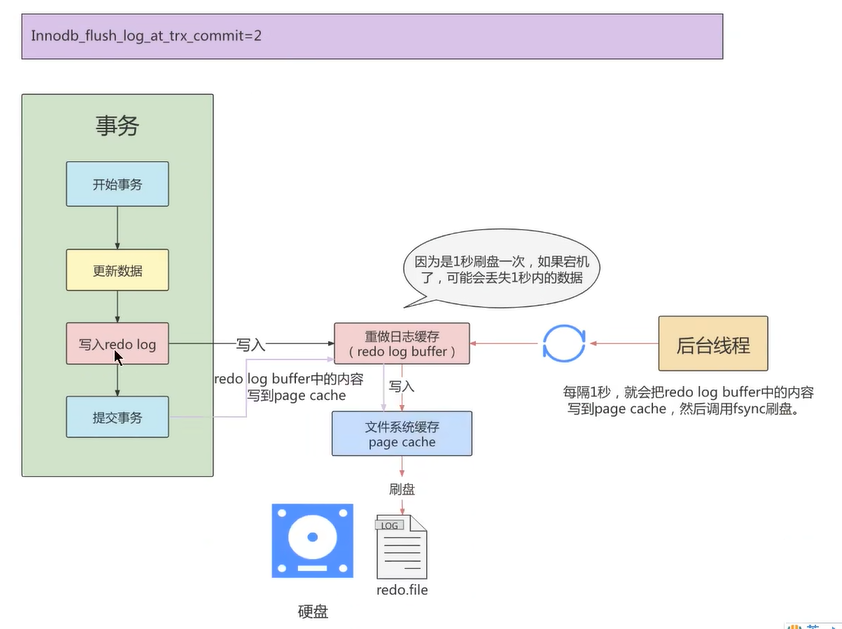 Innodb_flush_log_at_trx_commit=2
事务
开始事务
更新数据
写入redo log
提交事务
因为是1秒刷盘一次，如果宕机
了，可能会丢失1秒内的数据
写入
重做日志缓存
（ redo log buffer ）
后台线程
redo log buffer中的内容
写到page cache
写入
每隔1秒，就会把redo log buffer中的内容
写到page cache，然后调用fsync刷盘。
文件系统缓存
page cache
刷盘
LOG
redo.file
硬盘